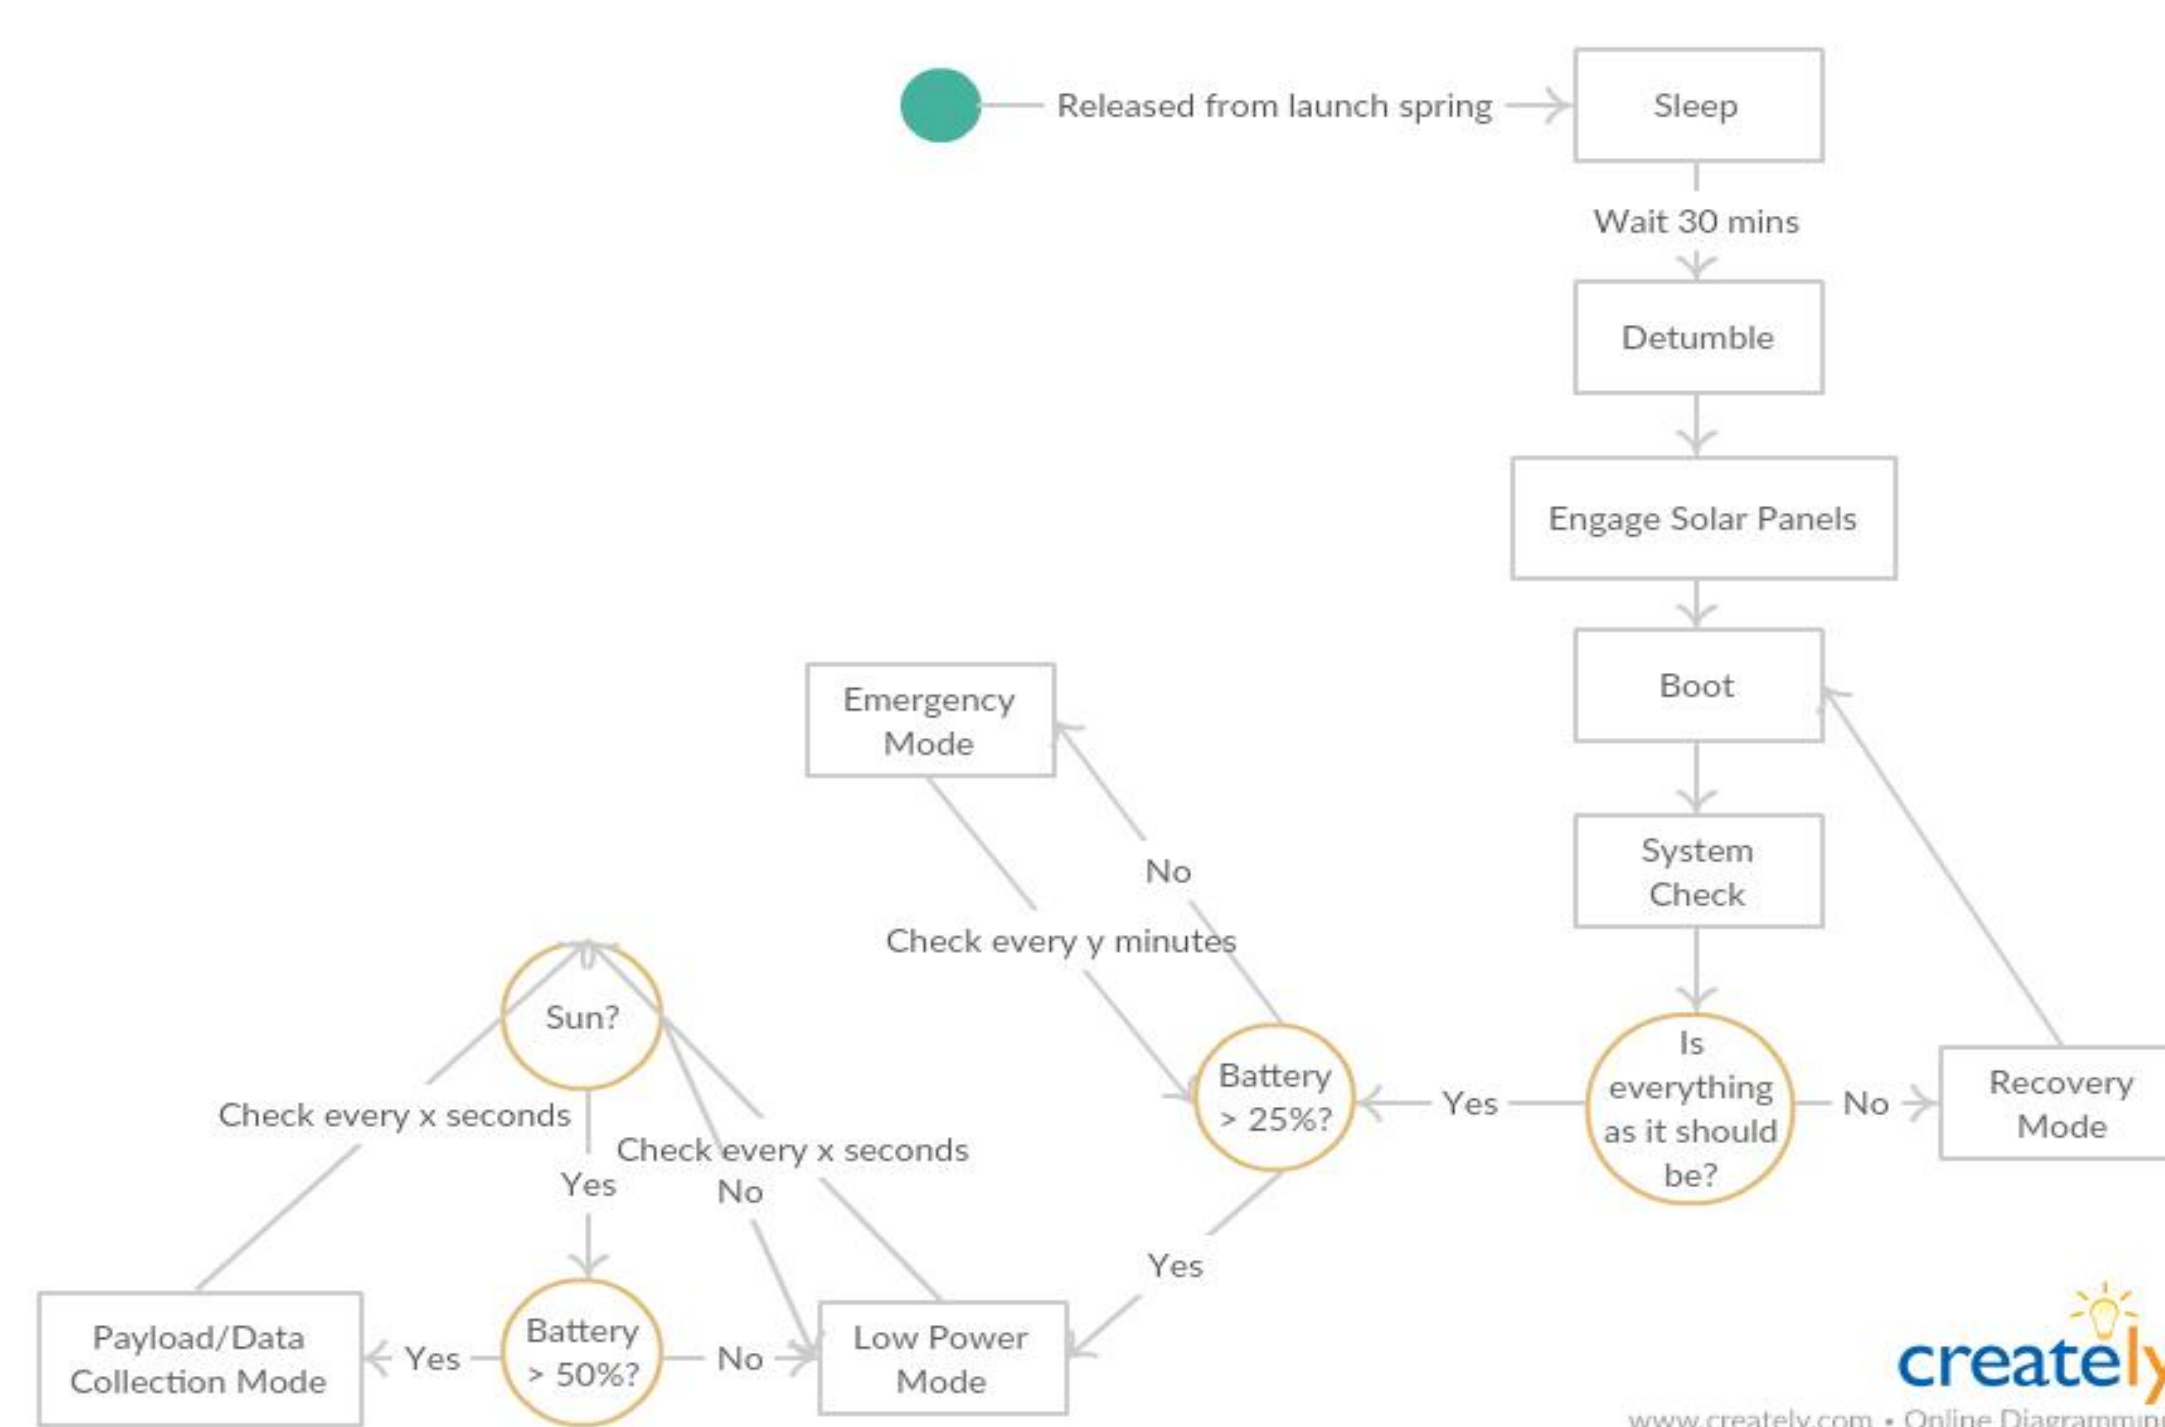 Released from launch spring
Sleep
Wait 30 mins
Detumble
Engage Solar Panels
Boot
Emergency
Mode
System
Check
No
Check every y minutes
Sun?
Is
everything
as it should
be?
Battery
> 25%?
Yes
No
Recovery
Mode
Check every x seconds
Check every x seconds
Yes
No
Yes
Payload/Data
Collection Mode
Yes
Battery
> 50%?
No
Low Power
Mode
creately
www.creately.com • Online Diagramming